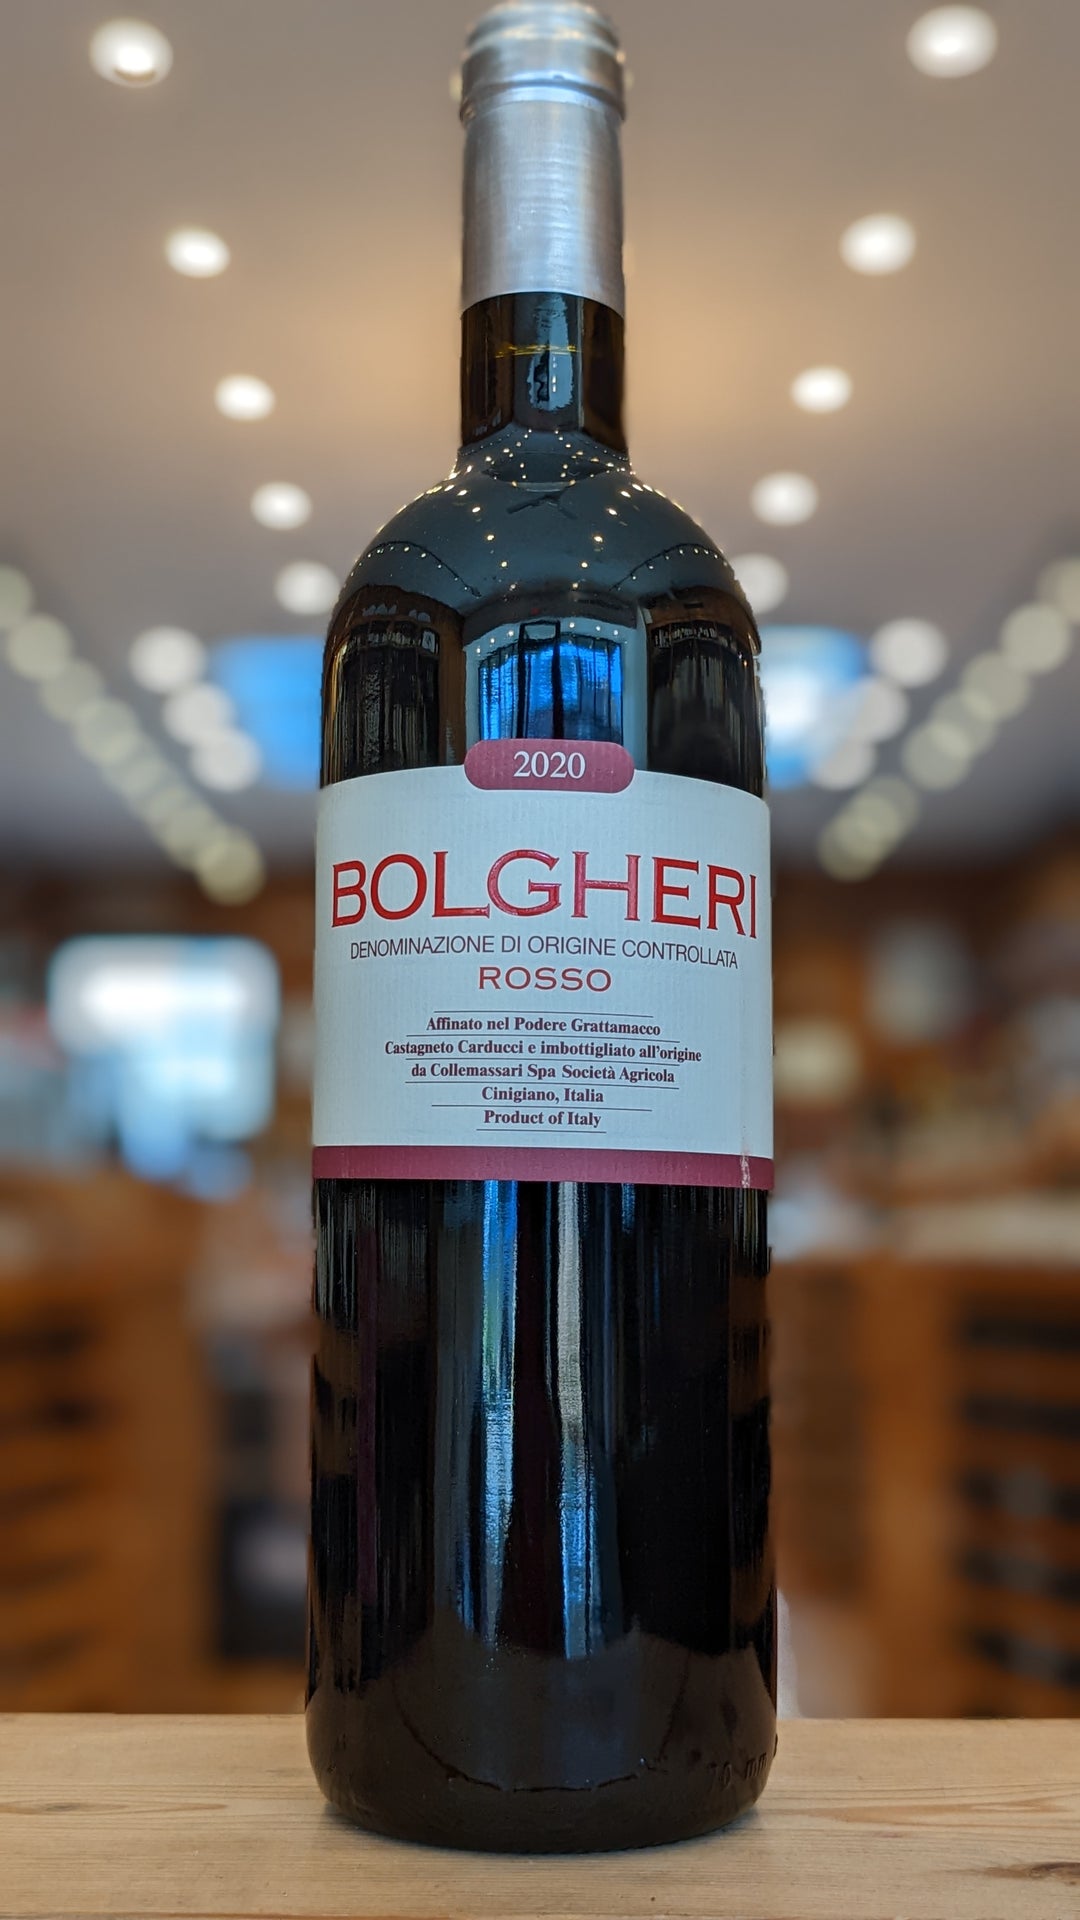 2020
BOLGHERI
DENOMINAZIONE DI ORIGINE CONTROLLATA
ROSSO
Affinato nel Podere Grattamacco
Castagneto Carducci e imbottigliato all'origine
da Collemassari Spa Società Agricola
Cinigiano, Italia
Product of Italy